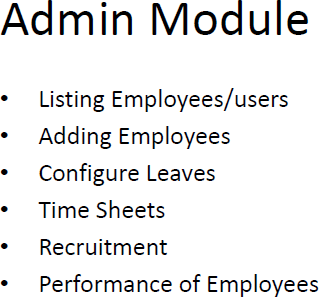 Admin Module
• Listing Employees/users
• Adding Employees
• Configure Leaves
• Time Sheets
• Recruitment
• Performance of Employees